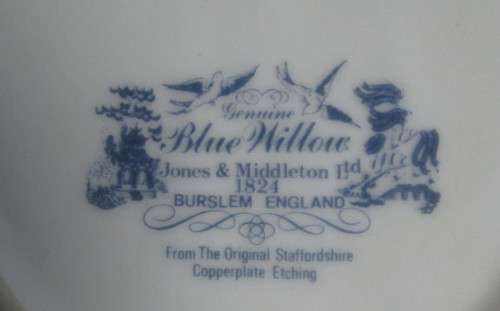 Genuine
Blue Willow
Jones & Middleton Ltd
1824
BURSLEM ENGLAND
From The Original Staffordshire
Copperplate Etching